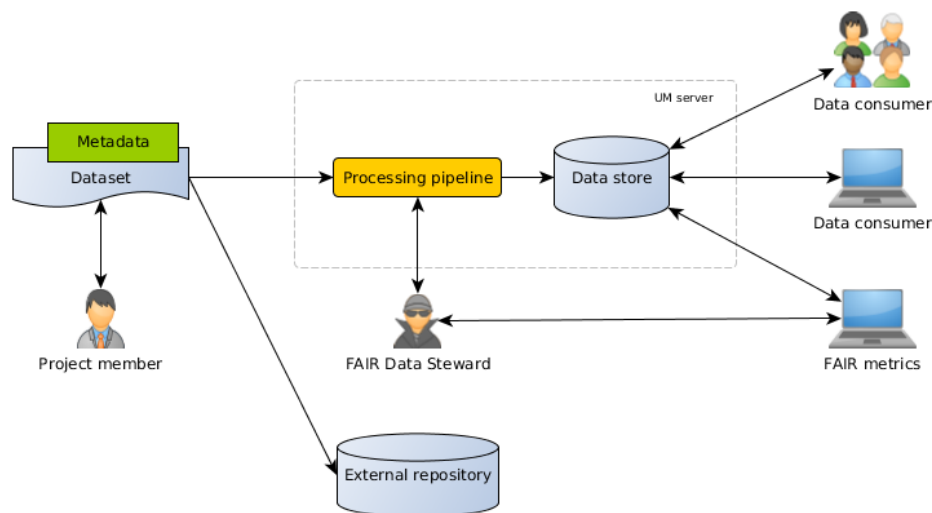 Data consumer
UM server
Metadata
Dataset
Processing pipeline
Data store
Data consumer
Project member
FAIR Data Steward
FAIR metrics
External repository